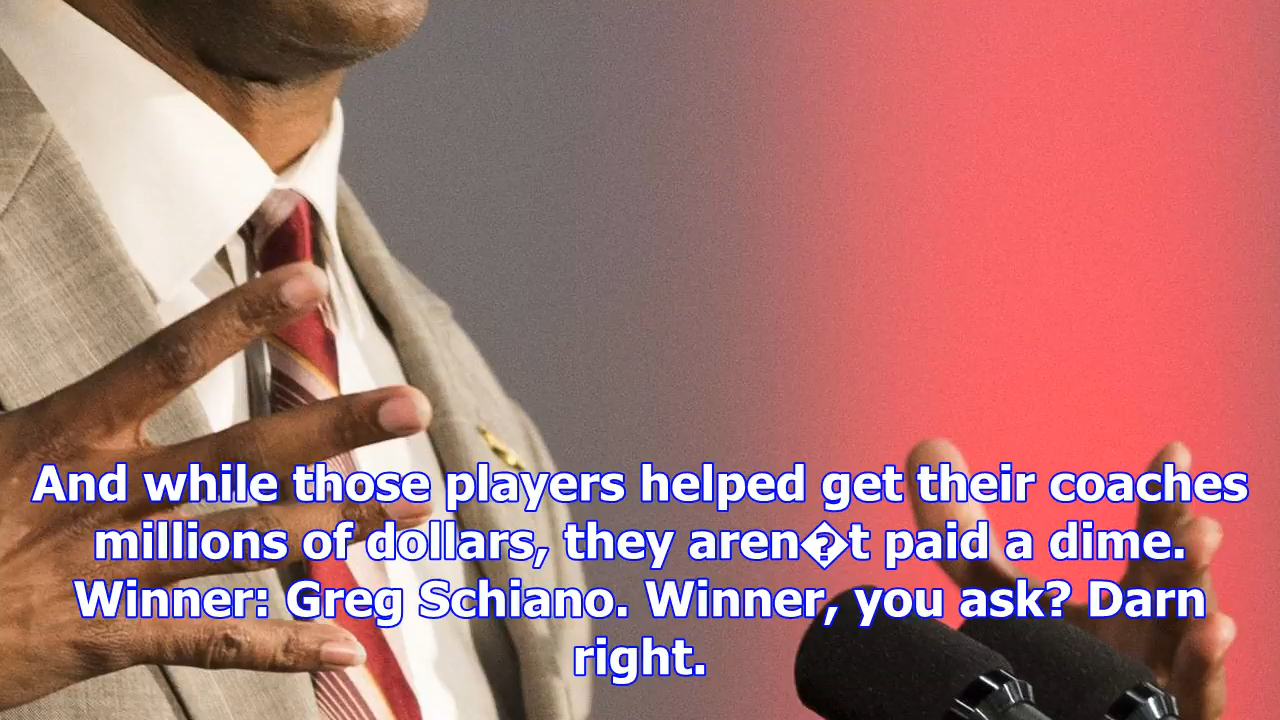 And while those players helped get their coaches
millions of dollars, they aren�t paid a dime.
Winner: Greg Schiano. Winner, you ask? Darn
right.